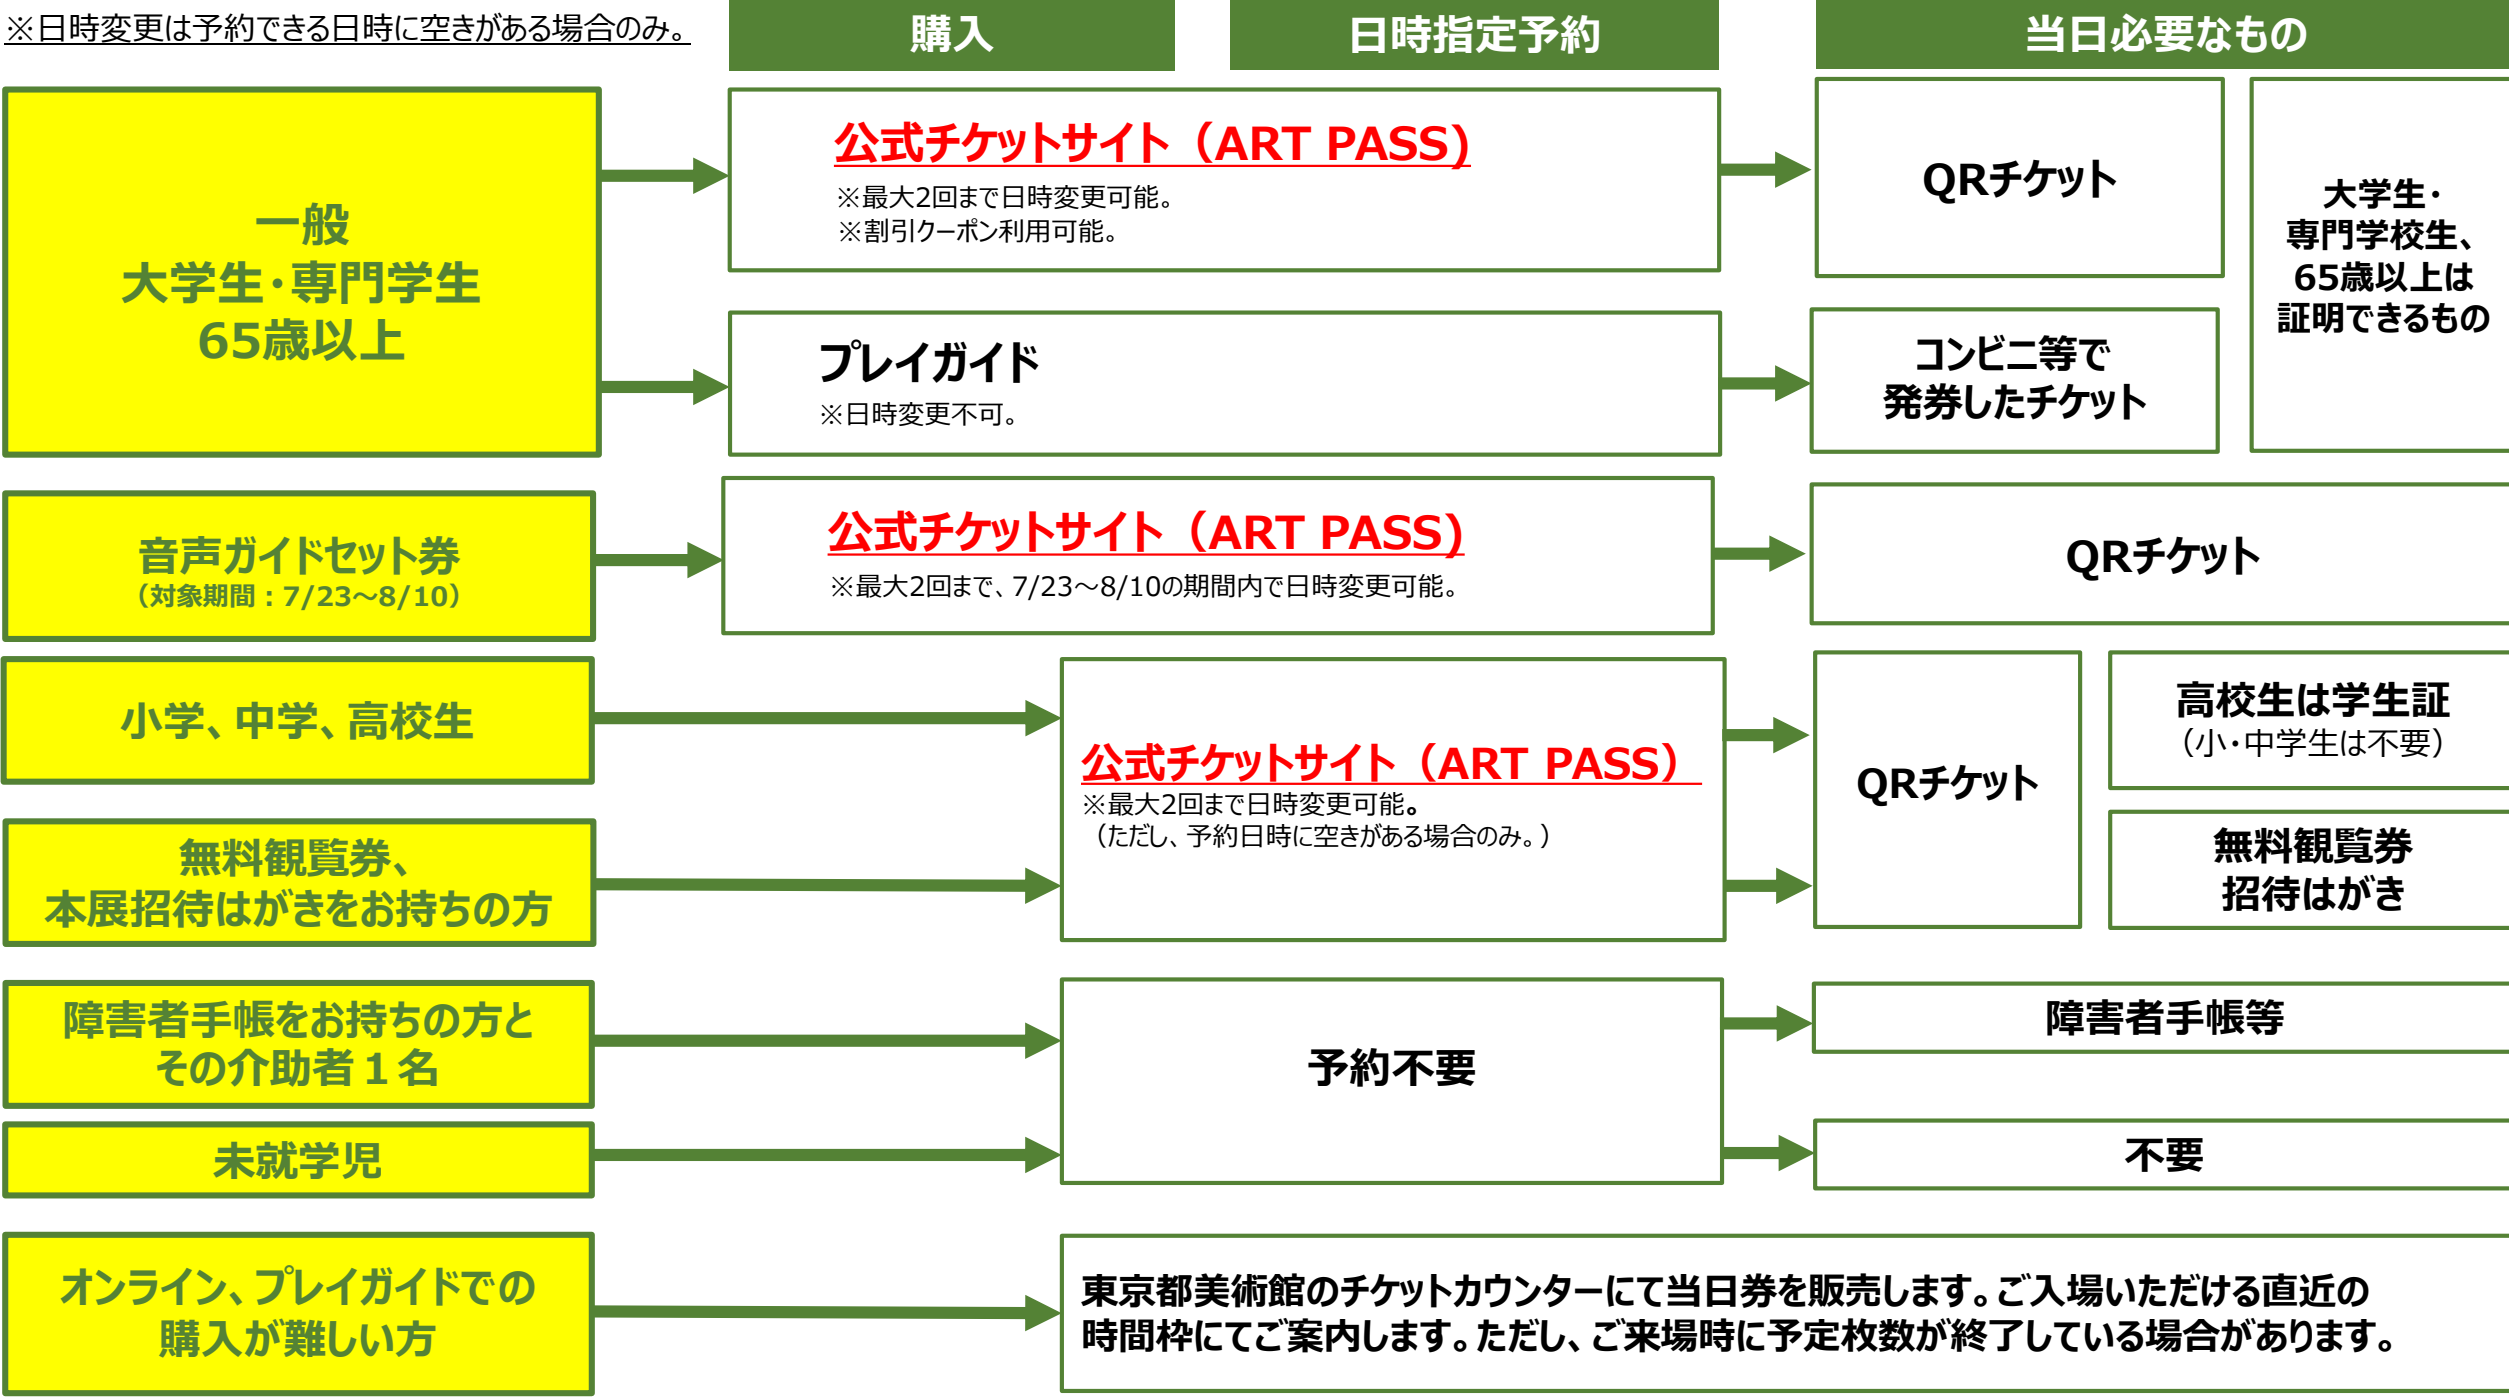 ※日時変更は予約できる日時に空きがある場合のみ。
購入
日時指定予約
当日必要なもの
一般
大学生・専門学生
65歳以上
公式チケットサイト（ART PASS)
※最大2回まで日時変更可能。
※割引クーポン利用可能。
QRチケット
大学生・
専門学校生、
65歳以上は
証明できるもの
プレイガイド
※日時変更不可。
コンビニ等で
発券したチケット
音声ガイドセット券
（対象期間：7/23～8/10）
公式チケットサイト（ART PASS)
※最大2回まで、7/23～8/10の期間内で日時変更可能。
QRチケット
小学、中学、高校生
公式チケットサイト（ART PASS）
※最大2回まで日時変更可能。
（ただし、予約日時に空きがある場合のみ。）
QRチケット
高校生は学生証
（小・中学生は不要）
無料観覧券、
本展招待はがきをお持ちの方
無料観覧券
招待はがき
障害者手帳をお持ちの方と
その介助者１名
予約不要
障害者手帳等
未就学児
不要
オンライン、プレイガイドでの
購入が難しい方
東京都美術館のチケットカウンターにて当日券を販売します。ご入場いただける直近の
時間枠にてご案内します。ただし、ご来場時に予定枚数が終了している場合があります。